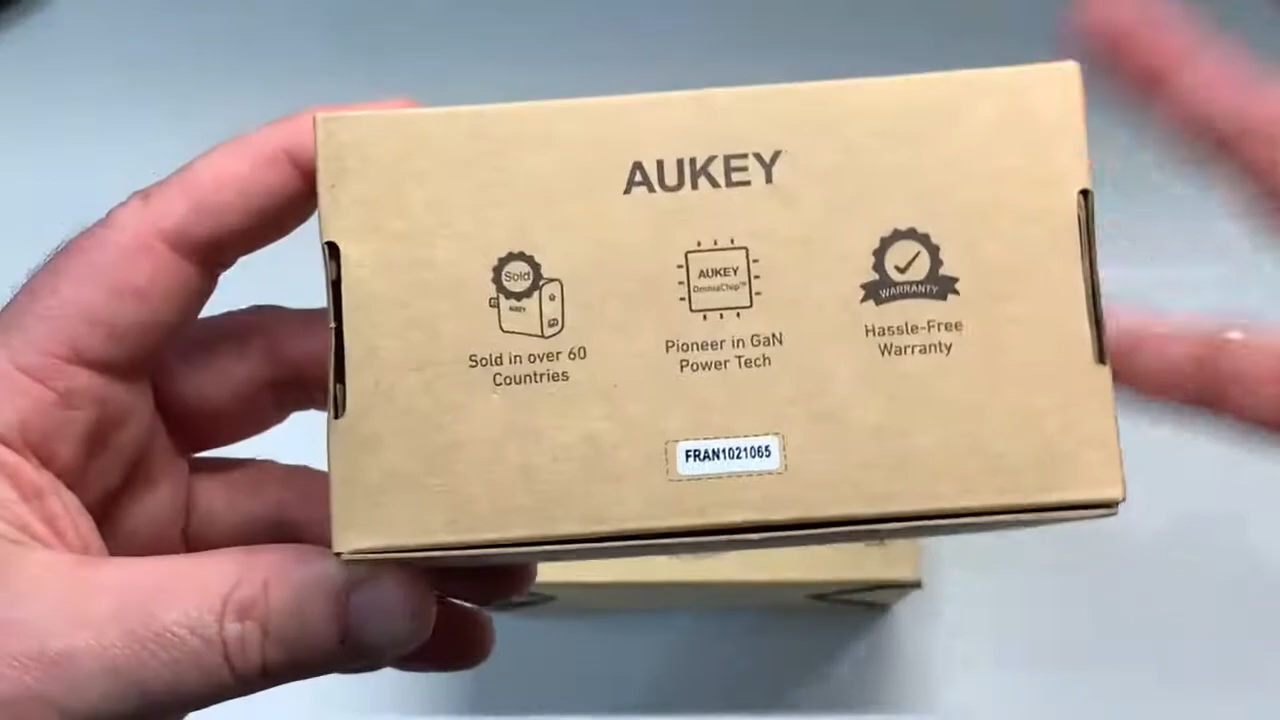 AUKEY
Sold
AUKEY
AUKEY
OmniaChip™
WARRANTY
Sold in over 60
Countries
Pioneer in GaN
Power Tech
Hassle-Free
Warranty
FRAN1021065